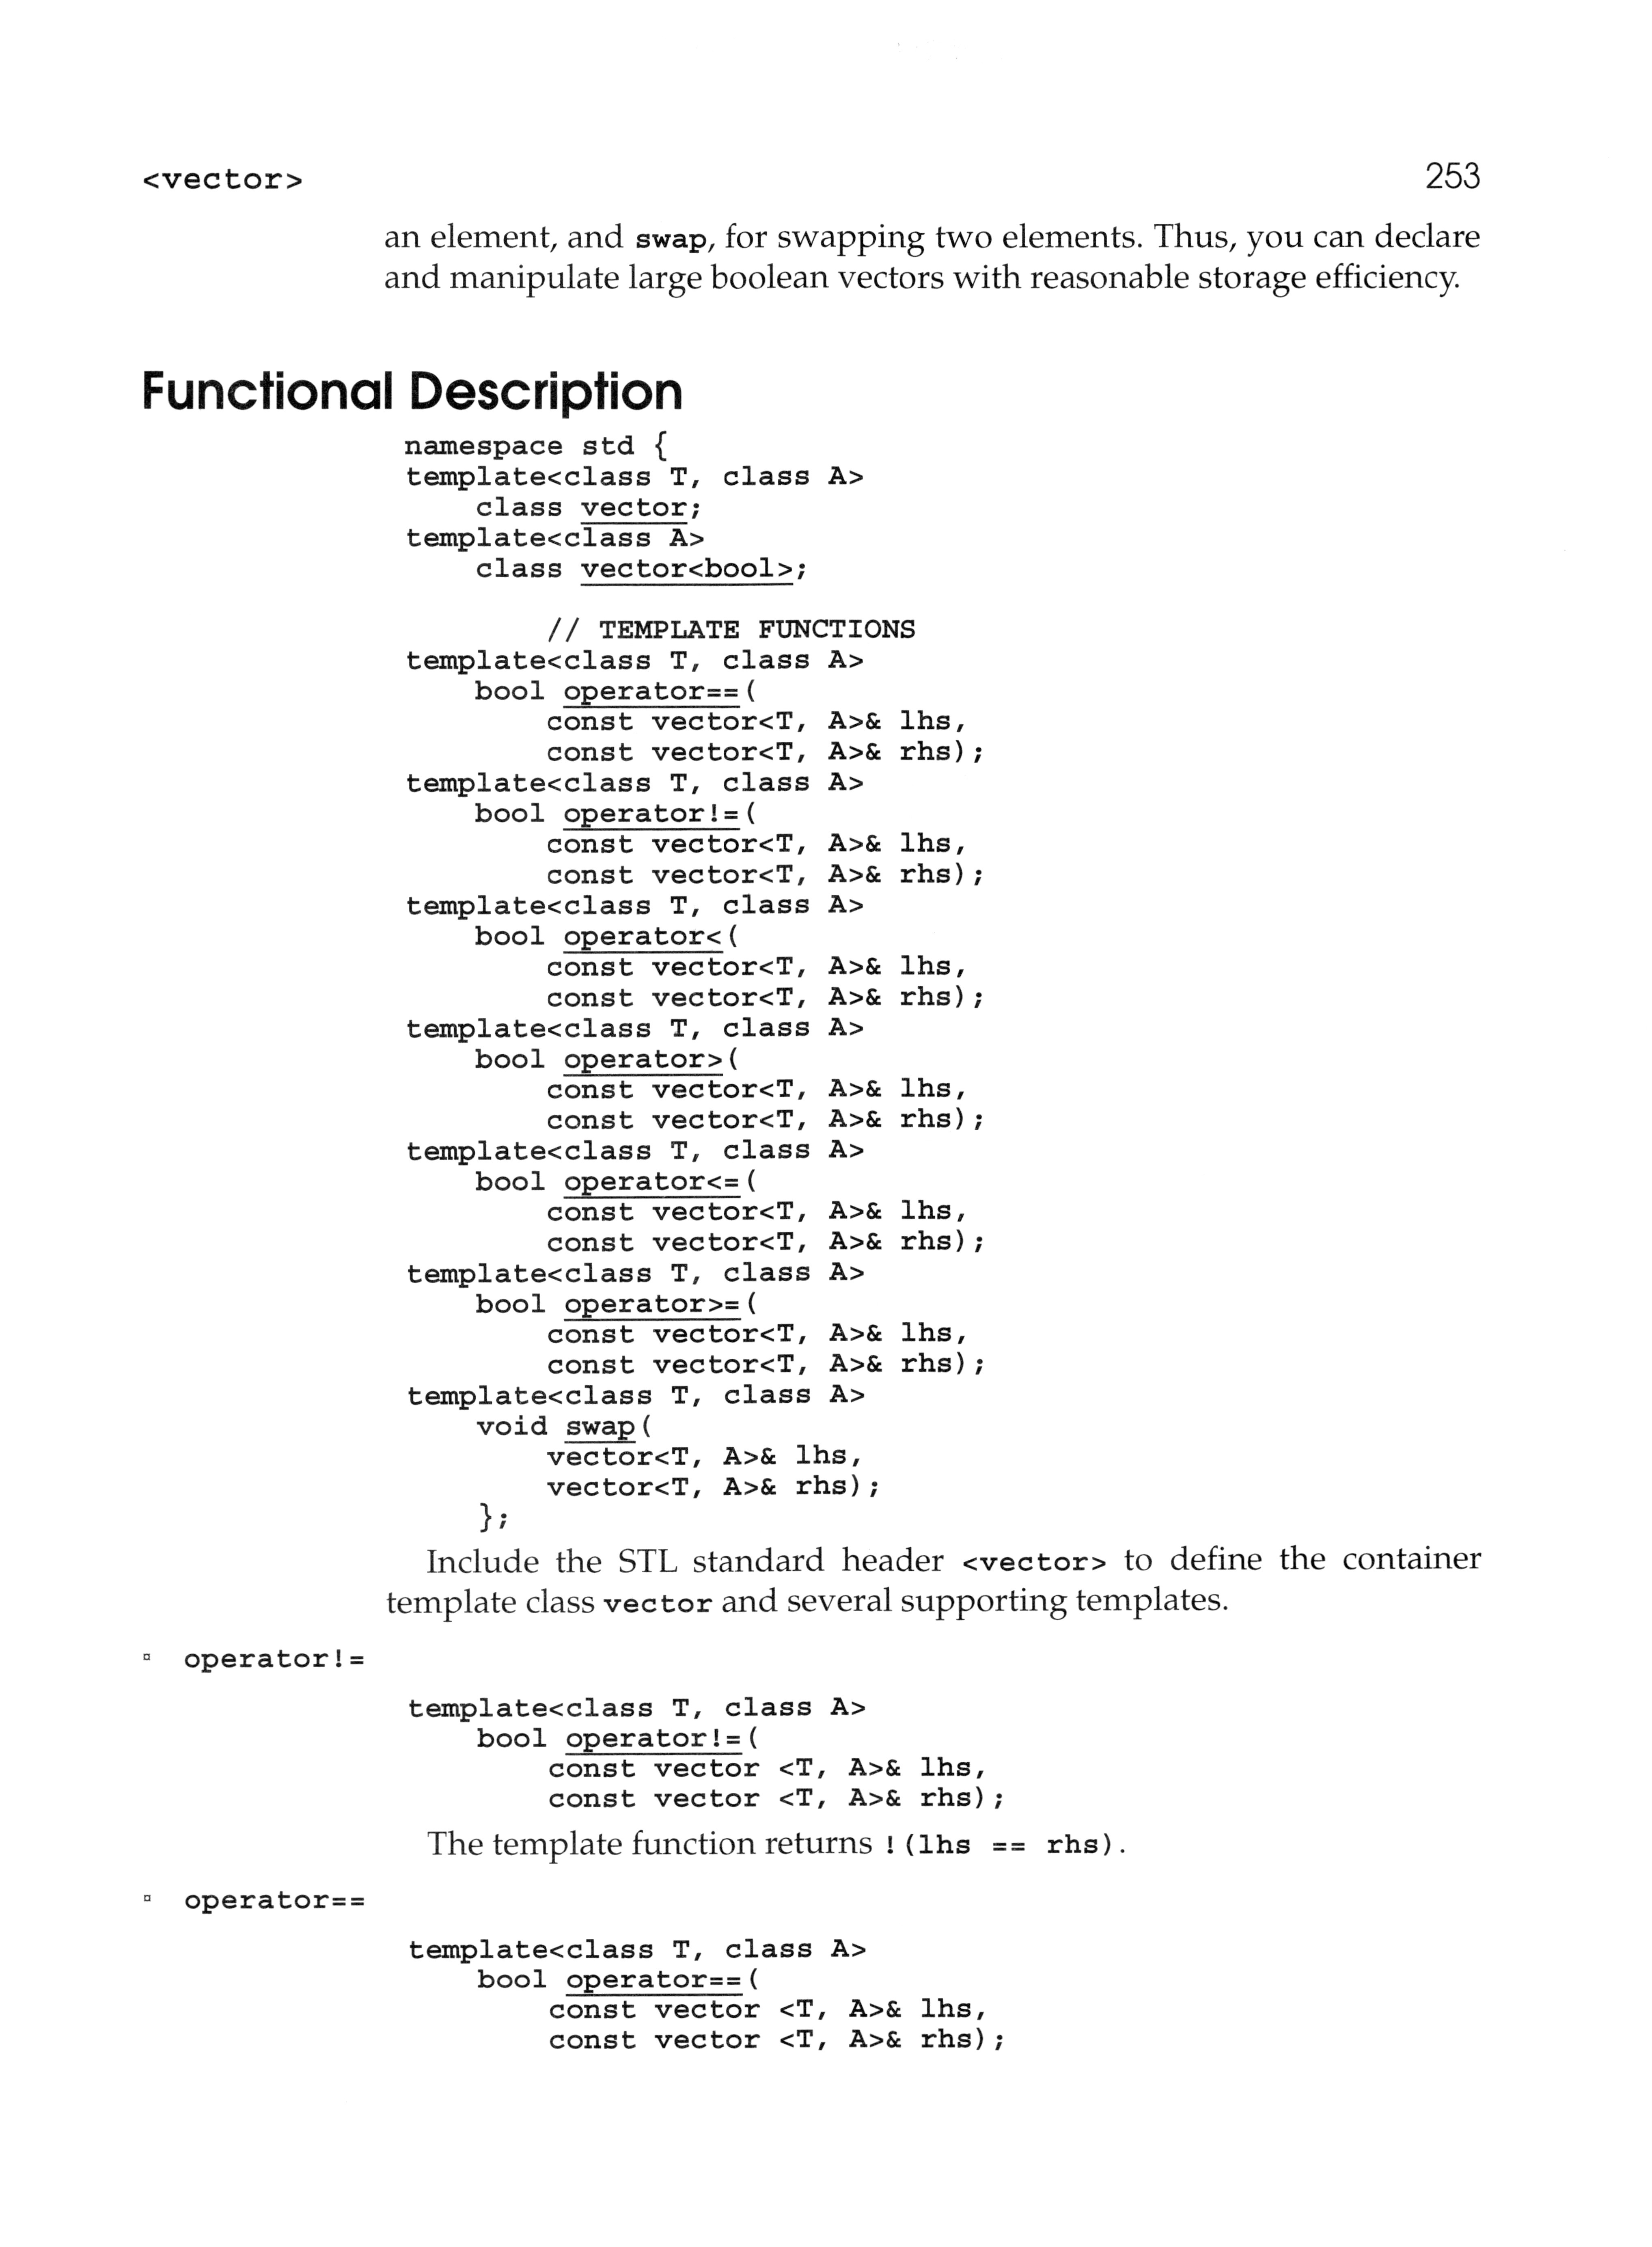 <vector> 253
an element, and swap, for swapping two elements. Thus, you can declare
and manipulate large boolean vectors with reasonable storage efficiency.
Functional Description
namespace std {
template<class T, class A>
    class vector;
template<class A>
    class vector<bool>;
        // TEMPLATE FUNCTIONS
template<class T, class A>
    bool operator==(
        const vector<T, A>& lhs,
        const vector<T, A>& rhs);
template<class T, class A>
    bool operator!=(
        const vector<T, A>& lhs,
        const vector<T, A>& rhs);
template<class T, class A>
    bool operator<(
        const vector<T, A>& lhs,
        const vector<T, A>& rhs);
template<class T, class A>
    bool operator>(
        const vector<T, A>& lhs,
        const vector<T, A>& rhs);
template<class T, class A>
    bool operator<=(
        const vector<T, A>& lhs,
        const vector<T, A>& rhs);
template<class T, class A>
    bool operator>=(
        const vector<T, A>& lhs,
        const vector<T, A>& rhs);
template<class T, class A>
    void swap(
        vector<T, A>& lhs,
        vector<T, A>& rhs);
    };
Include the STL standard header <vector> to define the container
template class vector and several supporting templates.
▫ operator!=
template<class T, class A>
    bool operator!=(
        const vector <T, A>& lhs,
        const vector <T, A>& rhs);
The template function returns !(lhs == rhs).
▫ operator==
template<class T, class A>
    bool operator==(
        const vector <T, A>& lhs,
        const vector <T, A>& rhs);